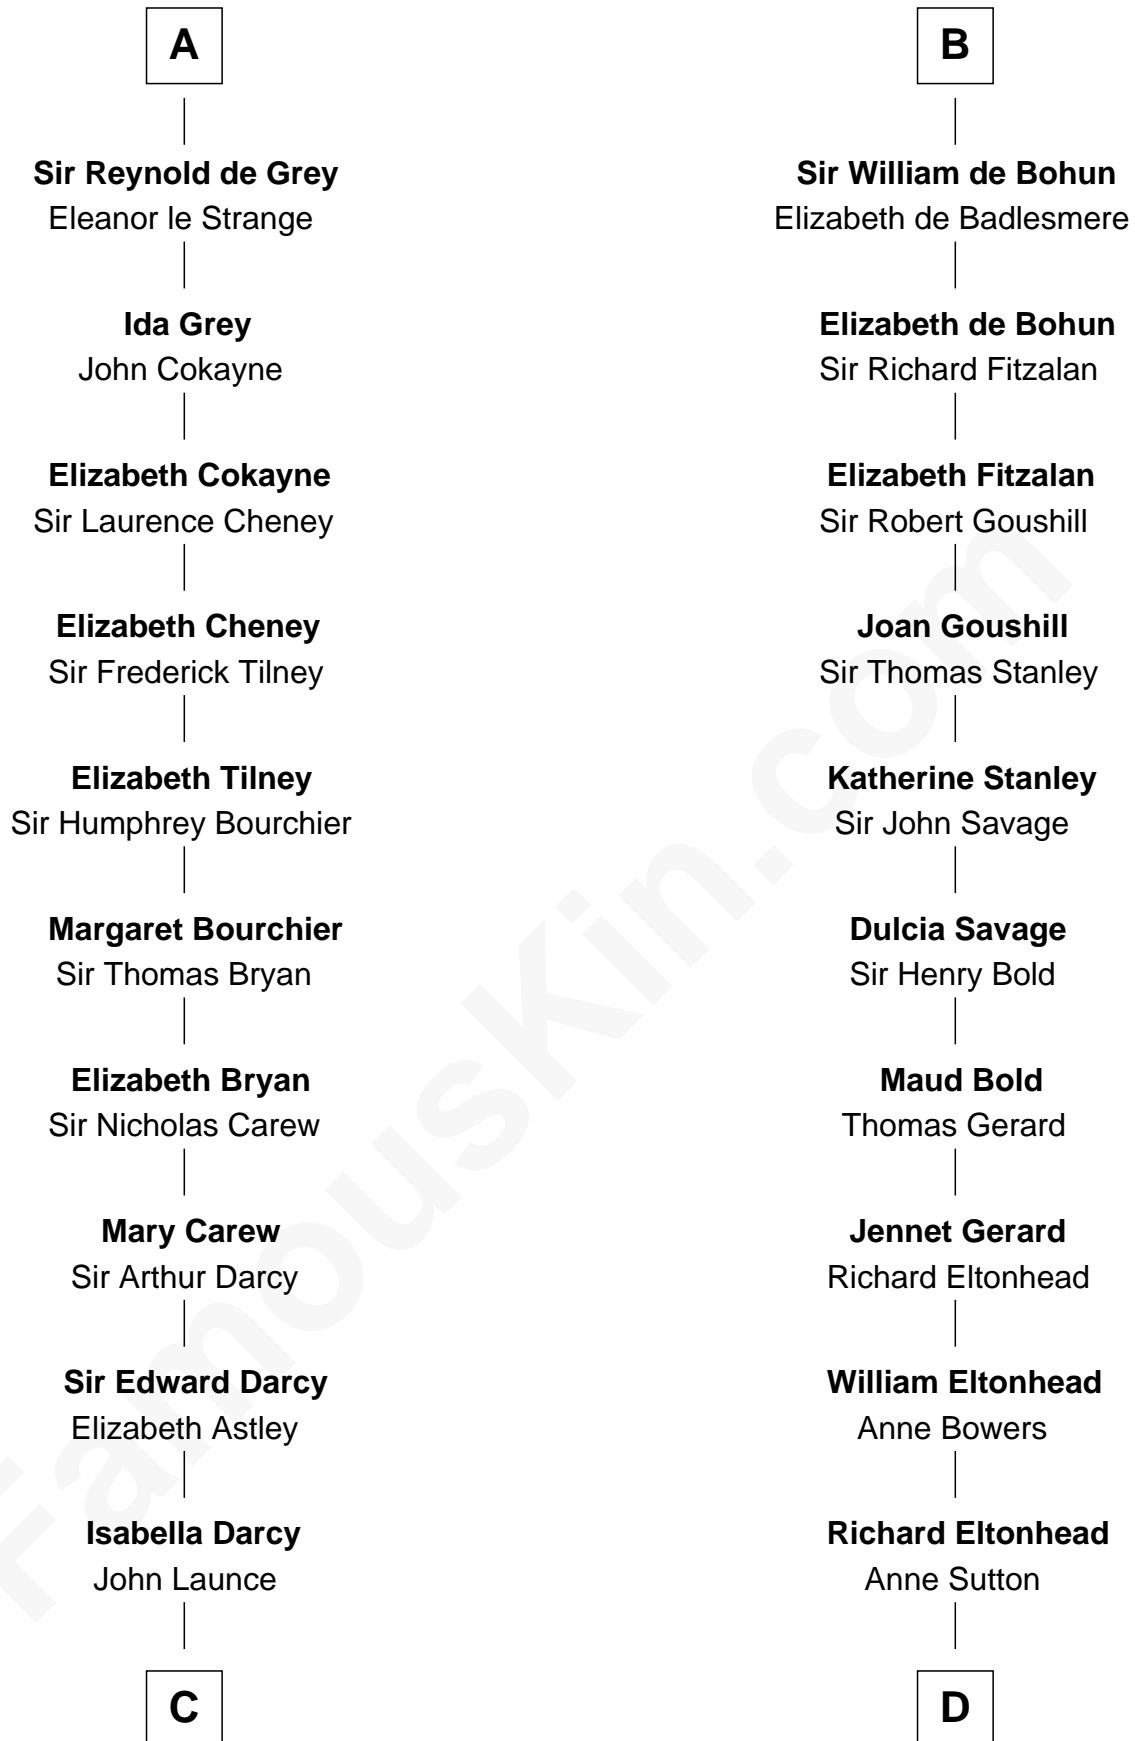 A
Sir Reynold de Grey
Eleanor le Strange
Ida Grey
John Cokayne
Elizabeth Cokayne
Sir Laurence Cheney
Elizabeth Cheney
Sir Frederick Tilney
Elizabeth Tilney
Sir Humphrey Bourchier
Margaret Bourchier
Sir Thomas Bryan
Elizabeth Bryan
Sir Nicholas Carew
Mary Carew
Sir Arthur Darcy
Sir Edward Darcy
Elizabeth Astley
Isabella Darcy
John Launce
C
B
Sir William de Bohun
Elizabeth de Badlesmere
Elizabeth de Bohun
Sir Richard Fitzalan
Elizabeth Fitzalan
Sir Robert Goushill
Joan Goushill
Sir Thomas Stanley
Katherine Stanley
Sir John Savage
Dulcia Savage
Sir Henry Bold
Maud Bold
Thomas Gerard
Jennet Gerard
Richard Eltonhead
William Eltonhead
Anne Bowers
Richard Eltonhead
Anne Sutton
D
FamousKin.com